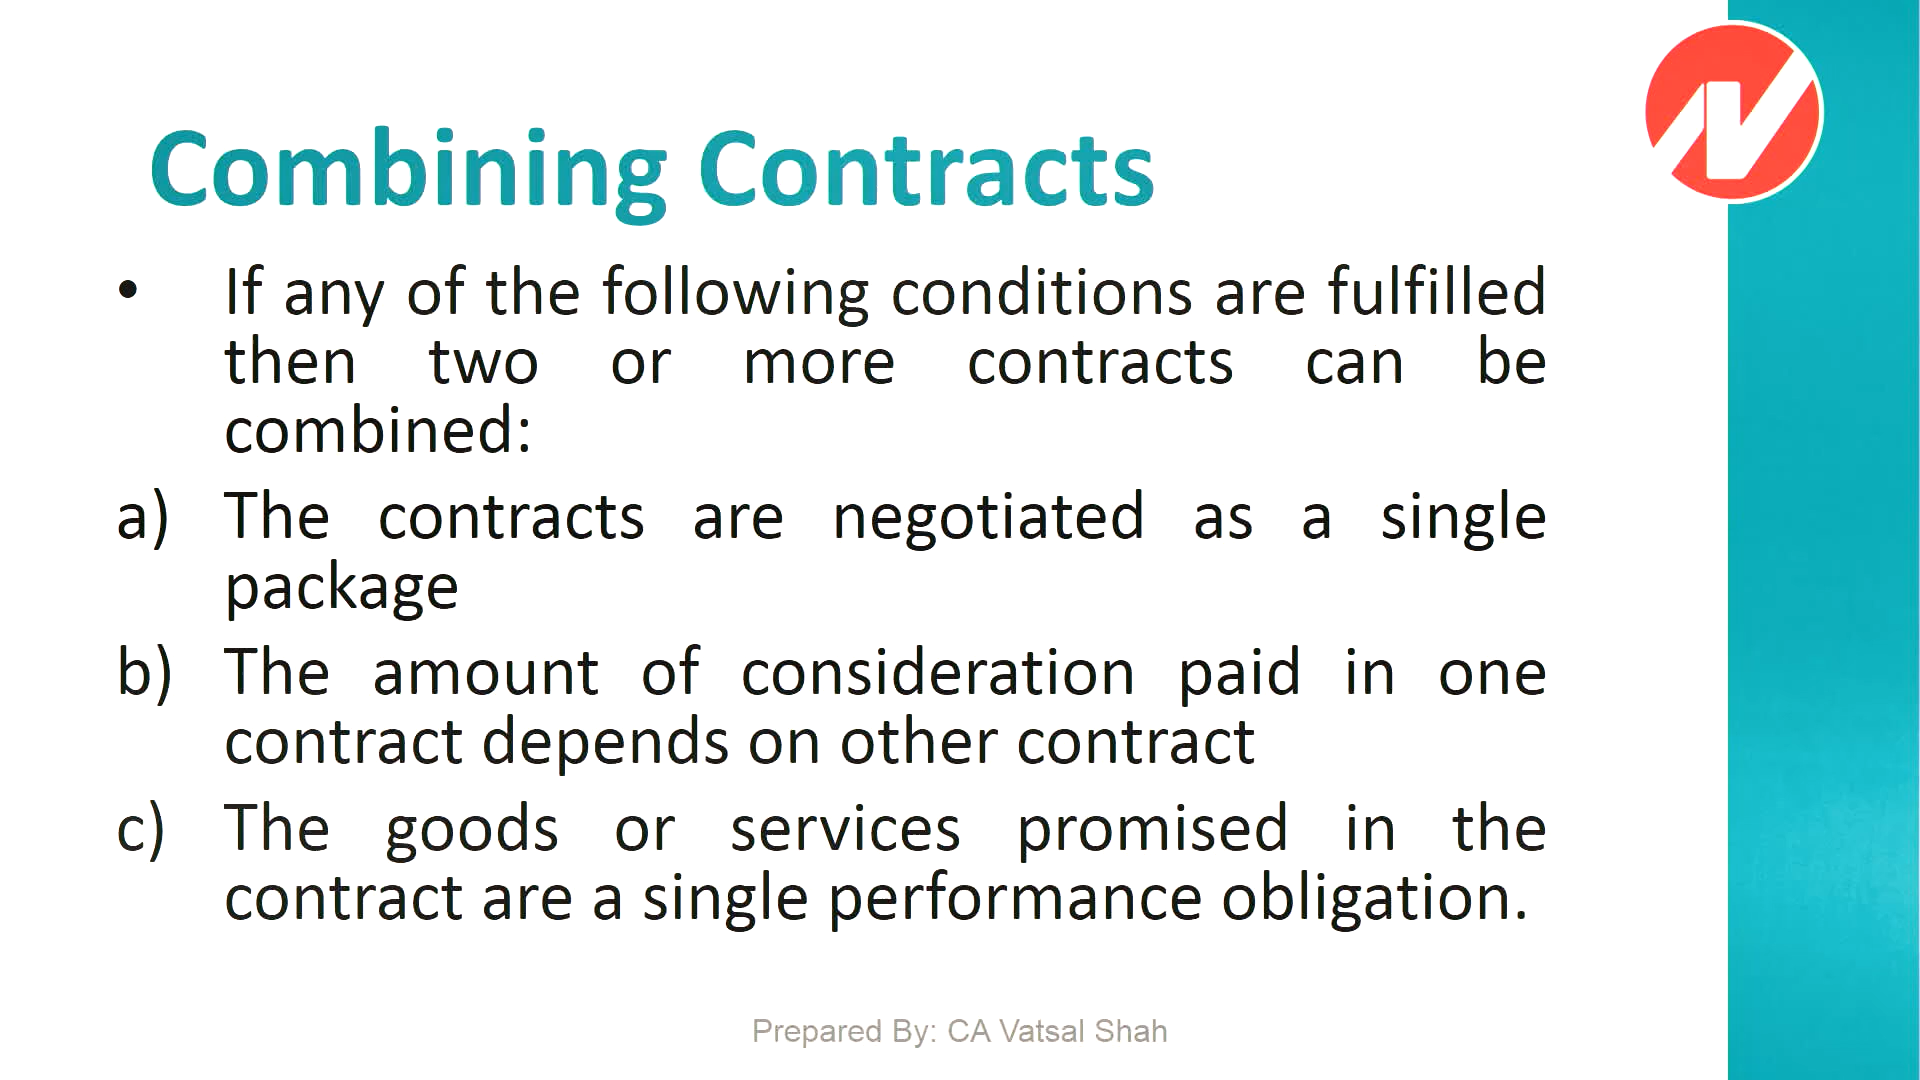 Combining Contracts
• If any of the following conditions are fulfilled
then two or more contracts can be
combined:
a) The contracts are negotiated as a single
package
b) The amount of consideration paid in one
contract depends on other contract
c) The goods or services promised in the
contract are a single performance obligation.
Prepared By: CA Vatsal Shah